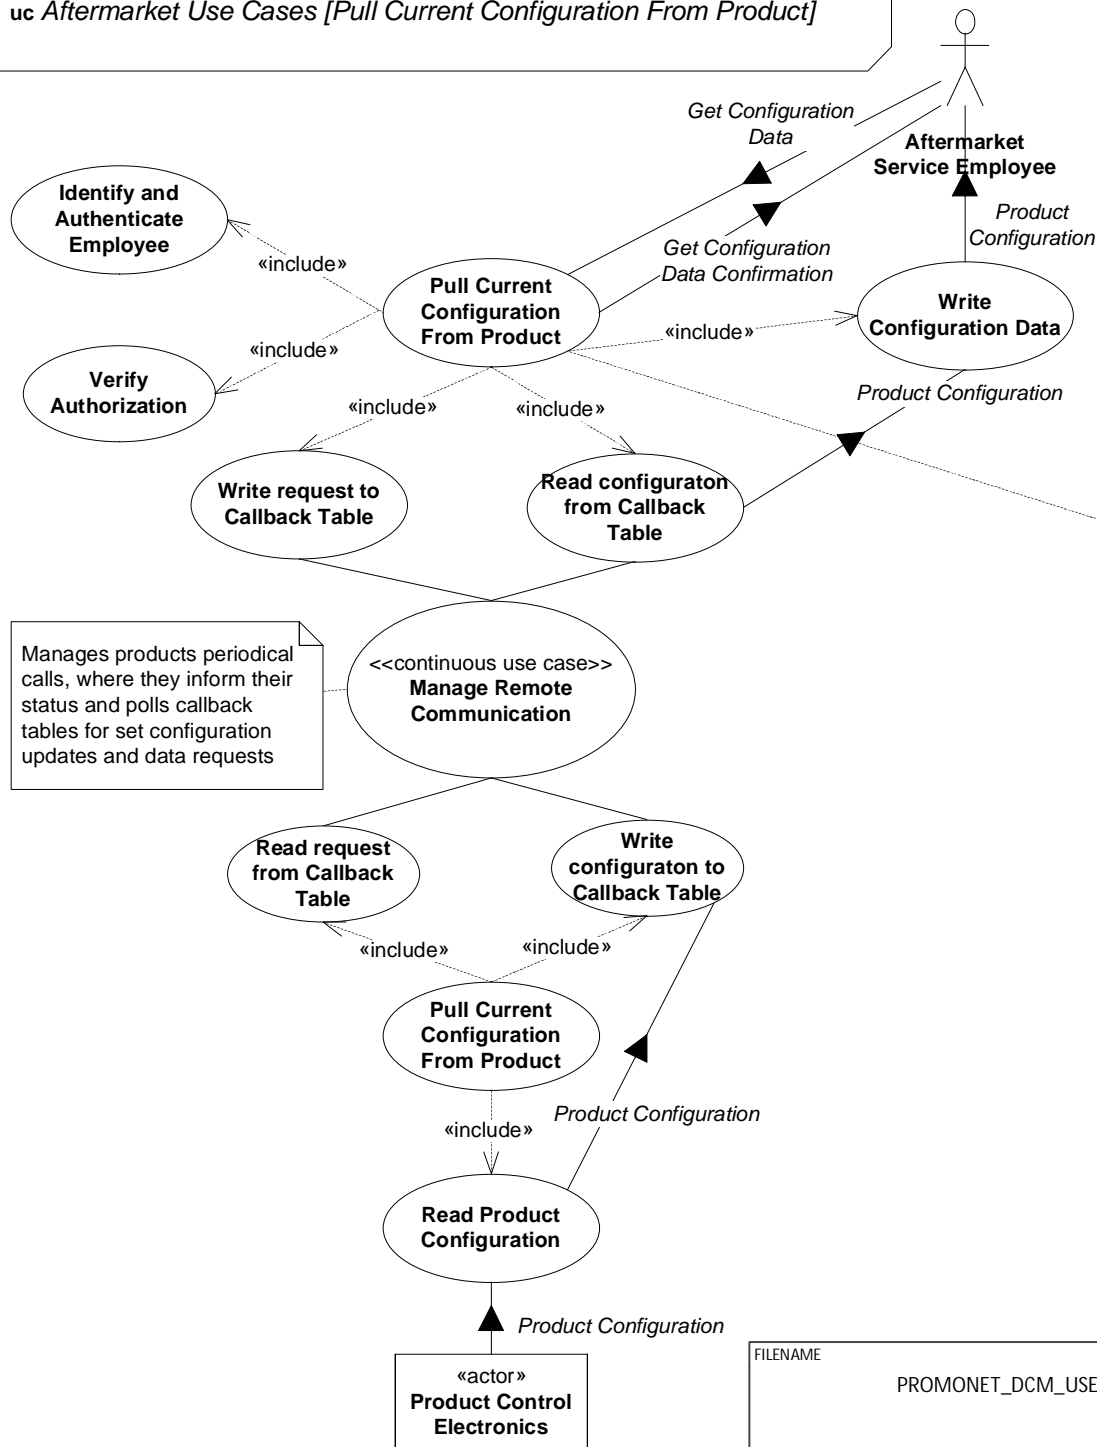 uc Aftermarket Use Cases [Pull Current Configuration From Product]
Get Configuration
Data
Aftermarket
Service Employee
Identify and
Authenticate
Employee
Product
Configuration
«include»
Get Configuration
Data Confirmation
Pull Current
Configuration
From Product
Write
Configuration Data
«include»
«include»
Verify
Authorization
Product Configuration
«include»
«include»
Write request to
Callback Table
Read configuraton
from Callback
Table
Manages products periodical
calls, where they inform their
status and polls callback
tables for set configuration
updates and data requests
<<continuous use case>>
Manage Remote
Communication
Read request
from Callback
Table
Write
configuraton to
Callback Table
«include»
«include»
Pull Current
Configuration
From Product
Product Configuration
«include»
Read Product
Configuration
Product Configuration
«actor»
Product Control
Electronics
FILENAME
PROMONET_DCM_USE